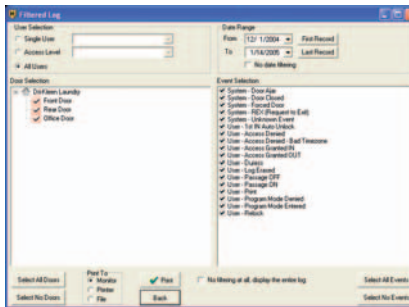 Filtered Log
User Selection
Single User
Access Level
All Users
Date Range
From 12/ 1/2004 First Record
To 1/14/2005 Last Record
No date filtering
Door Selection:
Dri-Kleen Laundry
Front Door
Rear Door
Office Door
Event Selection:
System - Door Ajar
System - Door Closed
System - Forced Door
System - REX (Request to Exit)
System - Unknown Event
User - 1st IN Auto Unlock
User - Access Denied
User - Access Denied - Bad Timezone
User - Access Granted IN
User - Access Granted OUT
User - Duress
User - Log Erased
User - Passage OFF
User - Passage ON
User - Print
User - Program Mode Denied
User - Program Mode Entered
User - Relock
Select All Doors
Select No Doors
Print To
Monitor
Printer
File
Print
Back
No filtering at all, display the entire log
Select All Events
Select No Events